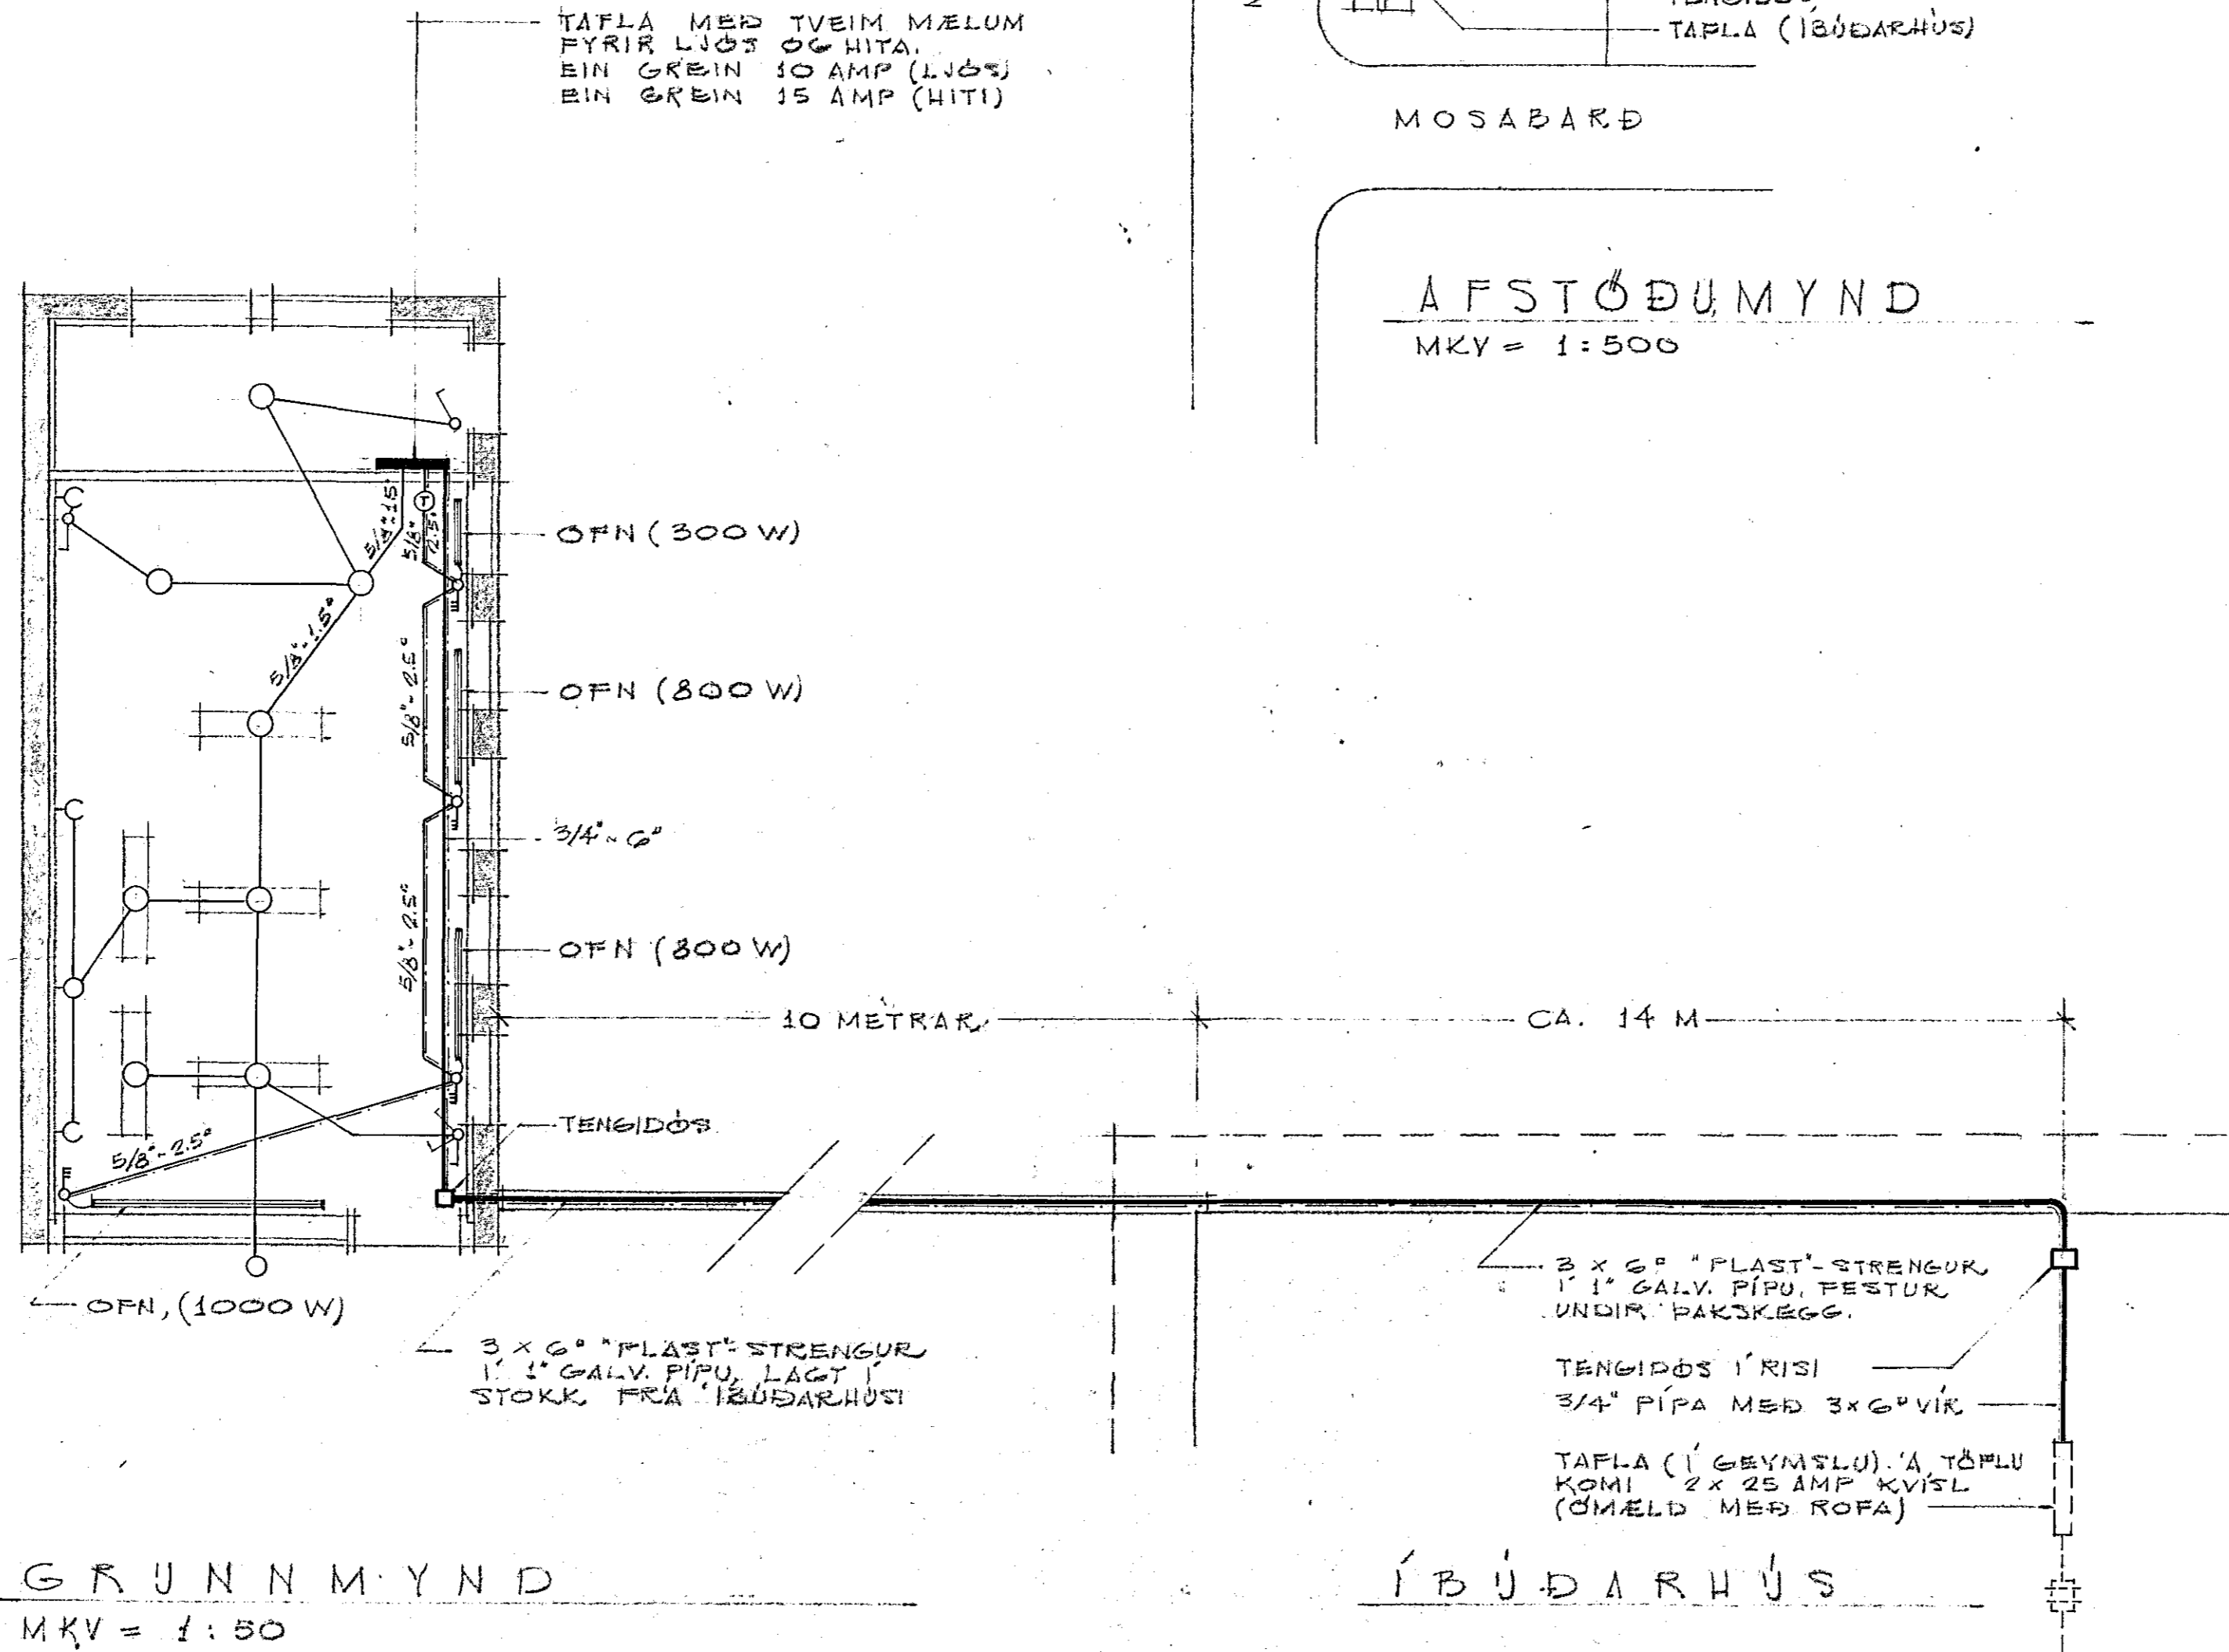 TAFLA MEÐ TVEIM MÆLUM
FYRIR LJÓS OG HITA.
EIN GREIN 10 AMP (LJÓS)
EIN GREIN 15 AMP (HITI)
TAFLA (ÍBÚÐARHÚS)
MOSABARÐ
AFSTÖÐUMYND
MKV = 1:500
5/8"-1.5□
5/8"
2.5□
OFN (300 W)
5/8"-1.5□
5/8"-2.5□
OFN (800 W)
3/4"-6□
5/8"-2.5□
OFN (800 W)
10 METRAR
CA. 14 M
TENGIDÓS
5/8"-2.5□
OFN, (1000 W)
3 x 6□ "PLAST"-STRENGUR
Í 1" GALV. PÍPU, LAGT Í
STOKK FRÁ ÍBÚÐARHÚSI
3 x 6□ "PLAST"-STRENGUR
Í 1" GALV. PÍPU, FESTUR
UNDIR ÞAKSKEGG.
TENGIDÓS Í RISI
3/4" PÍPA MEÐ 3x6□ VÍR
TAFLA (Í GEYMSLU). Á TÖFLU
KOMI 2 x 25 AMP KVÍSL
(ÓMÆLD MEÐ ROFA)
GRUNNMYND
MKV = 1:50
ÍBÚÐARHÚS